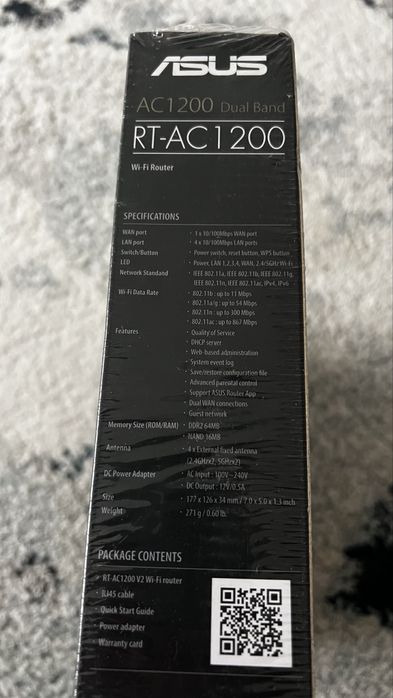 ASUS
AC1200 Dual Band
RT-AC1200
Wi-Fi Router
SPECIFICATIONS
WAN port · 1 x 10/100Mbps WAN port
LAN port · 4 x 10/100Mbps LAN ports
Switch/Button · Power switch, reset button, WPS button
LED · Power, LAN 1,2,3,4, WAN, 2.4/5GHz Wi-Fi
Network Standard · IEEE 802.11a, IEEE 802.11b, IEEE 802.11g,
IEEE 802.11n, IEEE 802.11ac, IPv4, IPv6
Wi-Fi Data Rate · 802.11b : up to 11 Mbps
· 802.11a/g : up to 54 Mbps
· 802.11n : up to 300 Mbps
· 802.11ac : up to 867 Mbps
Features · Quality of Service
· DHCP server
· Web-based administration
· System event log
· Save/restore configuration file
· Advanced parental control
· Support ASUS Router App
· Dual WAN connections
· Guest network
Memory Size (ROM/RAM) · DDR2 64MB
· NAND 16MB
Antenna · 4 x External fixed antenna
(2.4GHzx2, 5GHzx2)
DC Power Adapter · AC Input : 100V~240V
· DC Output : 12V/0.5A
Size · 177 x 126 x 34 mm / 7.0 x 5.0 x 1.3 inch
Weight · 271 g / 0.60 lb.
PACKAGE CONTENTS
· RT-AC1200 V2 Wi-Fi router
· RJ45 cable
· Quick Start Guide
· Power adapter
· Warranty card